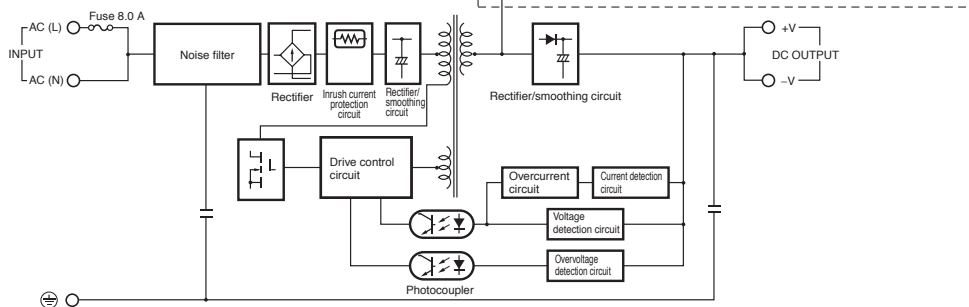 AC (L)
Fuse 8.0 A
INPUT
AC (N)
Noise filter
Rectifier
Inrush current
protection
circuit
Rectifier/
smoothing
circuit
Rectifier/smoothing circuit
+V
DC OUTPUT
–V
Drive control
circuit
Overcurrent
circuit
Current detection
circuit
Voltage
detection circuit
Overvoltage
detection circuit
Photocoupler